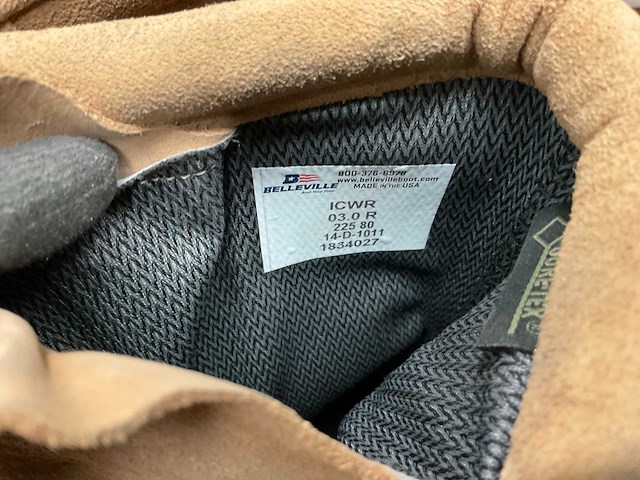 800-376-6978
BELLEVILLE www.bellevilleboot.com
MADE IN THE USA
ICWR
03.0 R
225 80
14-D-1011
1834027
GORE-TEX®